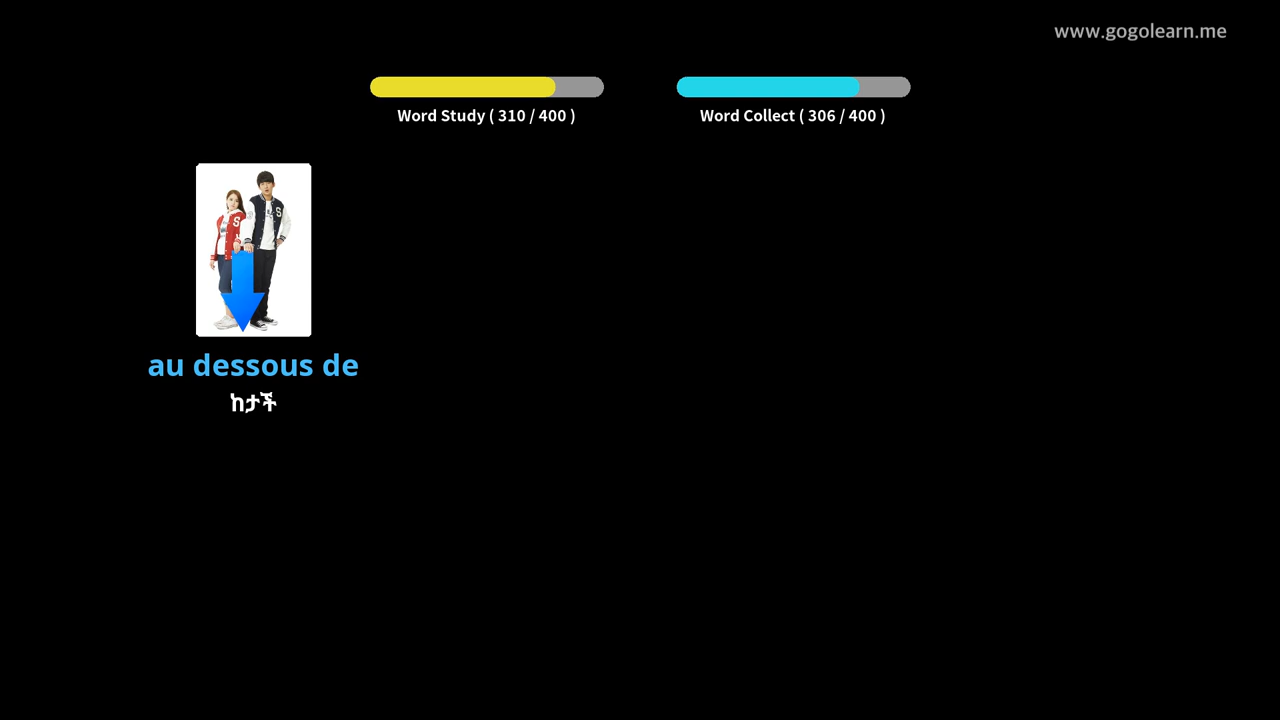 www.gogolearn.me
Word Study ( 310 / 400 )
Word Collect ( 306 / 400 )
S
S
au dessous de
ከታች